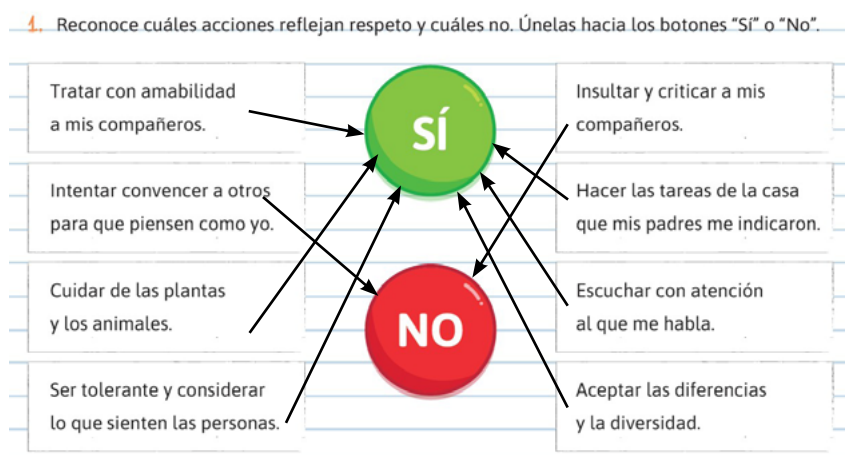 1. Reconoce cuáles acciones reflejan respeto y cuáles no. Únelas hacia los botones “Sí” o “No”.
Tratar con amabilidad
a mis compañeros.
Intentar convencer a otros
para que piensen como yo.
Cuidar de las plantas
y los animales.
Ser tolerante y considerar
lo que sienten las personas.
SÍ
NO
Insultar y criticar a mis
compañeros.
Hacer las tareas de la casa
que mis padres me indicaron.
Escuchar con atención
al que me habla.
Aceptar las diferencias
y la diversidad.